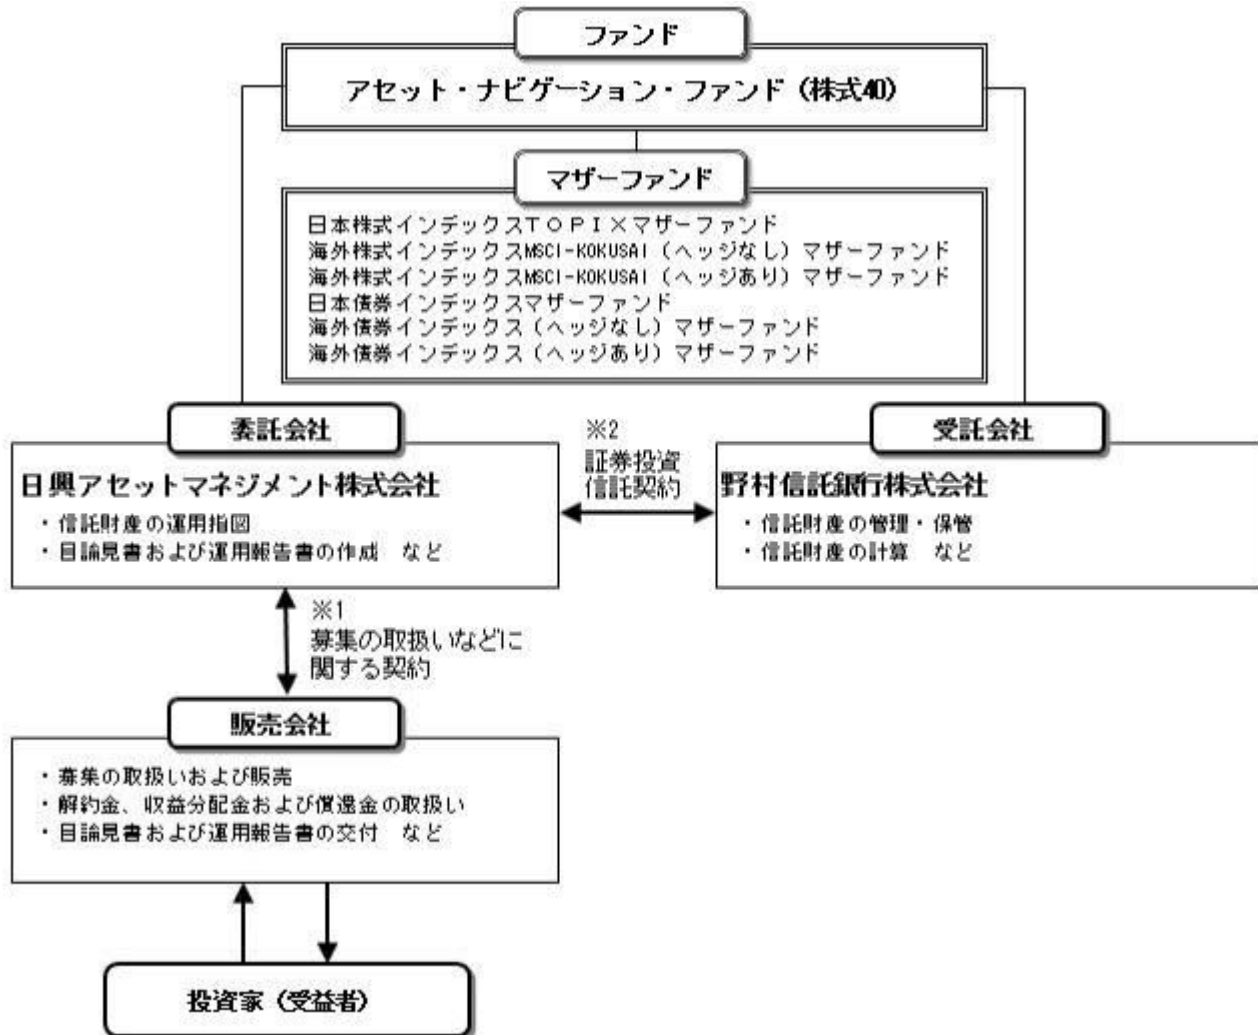 ファンド
アセット・ナビゲーション・ファンド（株式40）
マザーファンド
日本株式インデックスＴＯＰＩＸマザーファンド
海外株式インデックスMSCI-KOKUSAI（ヘッジなし）マザーファンド
海外株式インデックスMSCI-KOKUSAI（ヘッジあり）マザーファンド
日本債券インデックスマザーファンド
海外債券インデックス（ヘッジなし）マザーファンド
海外債券インデックス（ヘッジあり）マザーファンド
委託会社
日興アセットマネジメント株式会社
・信託財産の運用指図
・目論見書および運用報告書の作成　など
※2
証券投資
信託契約
受託会社
野村信託銀行株式会社
・信託財産の管理・保管
・信託財産の計算　など
※1
募集の取扱いなどに
関する契約
販売会社
・募集の取扱いおよび販売
・解約金、収益分配金および償還金の取扱い
・目論見書および運用報告書の交付　など
投資家（受益者）